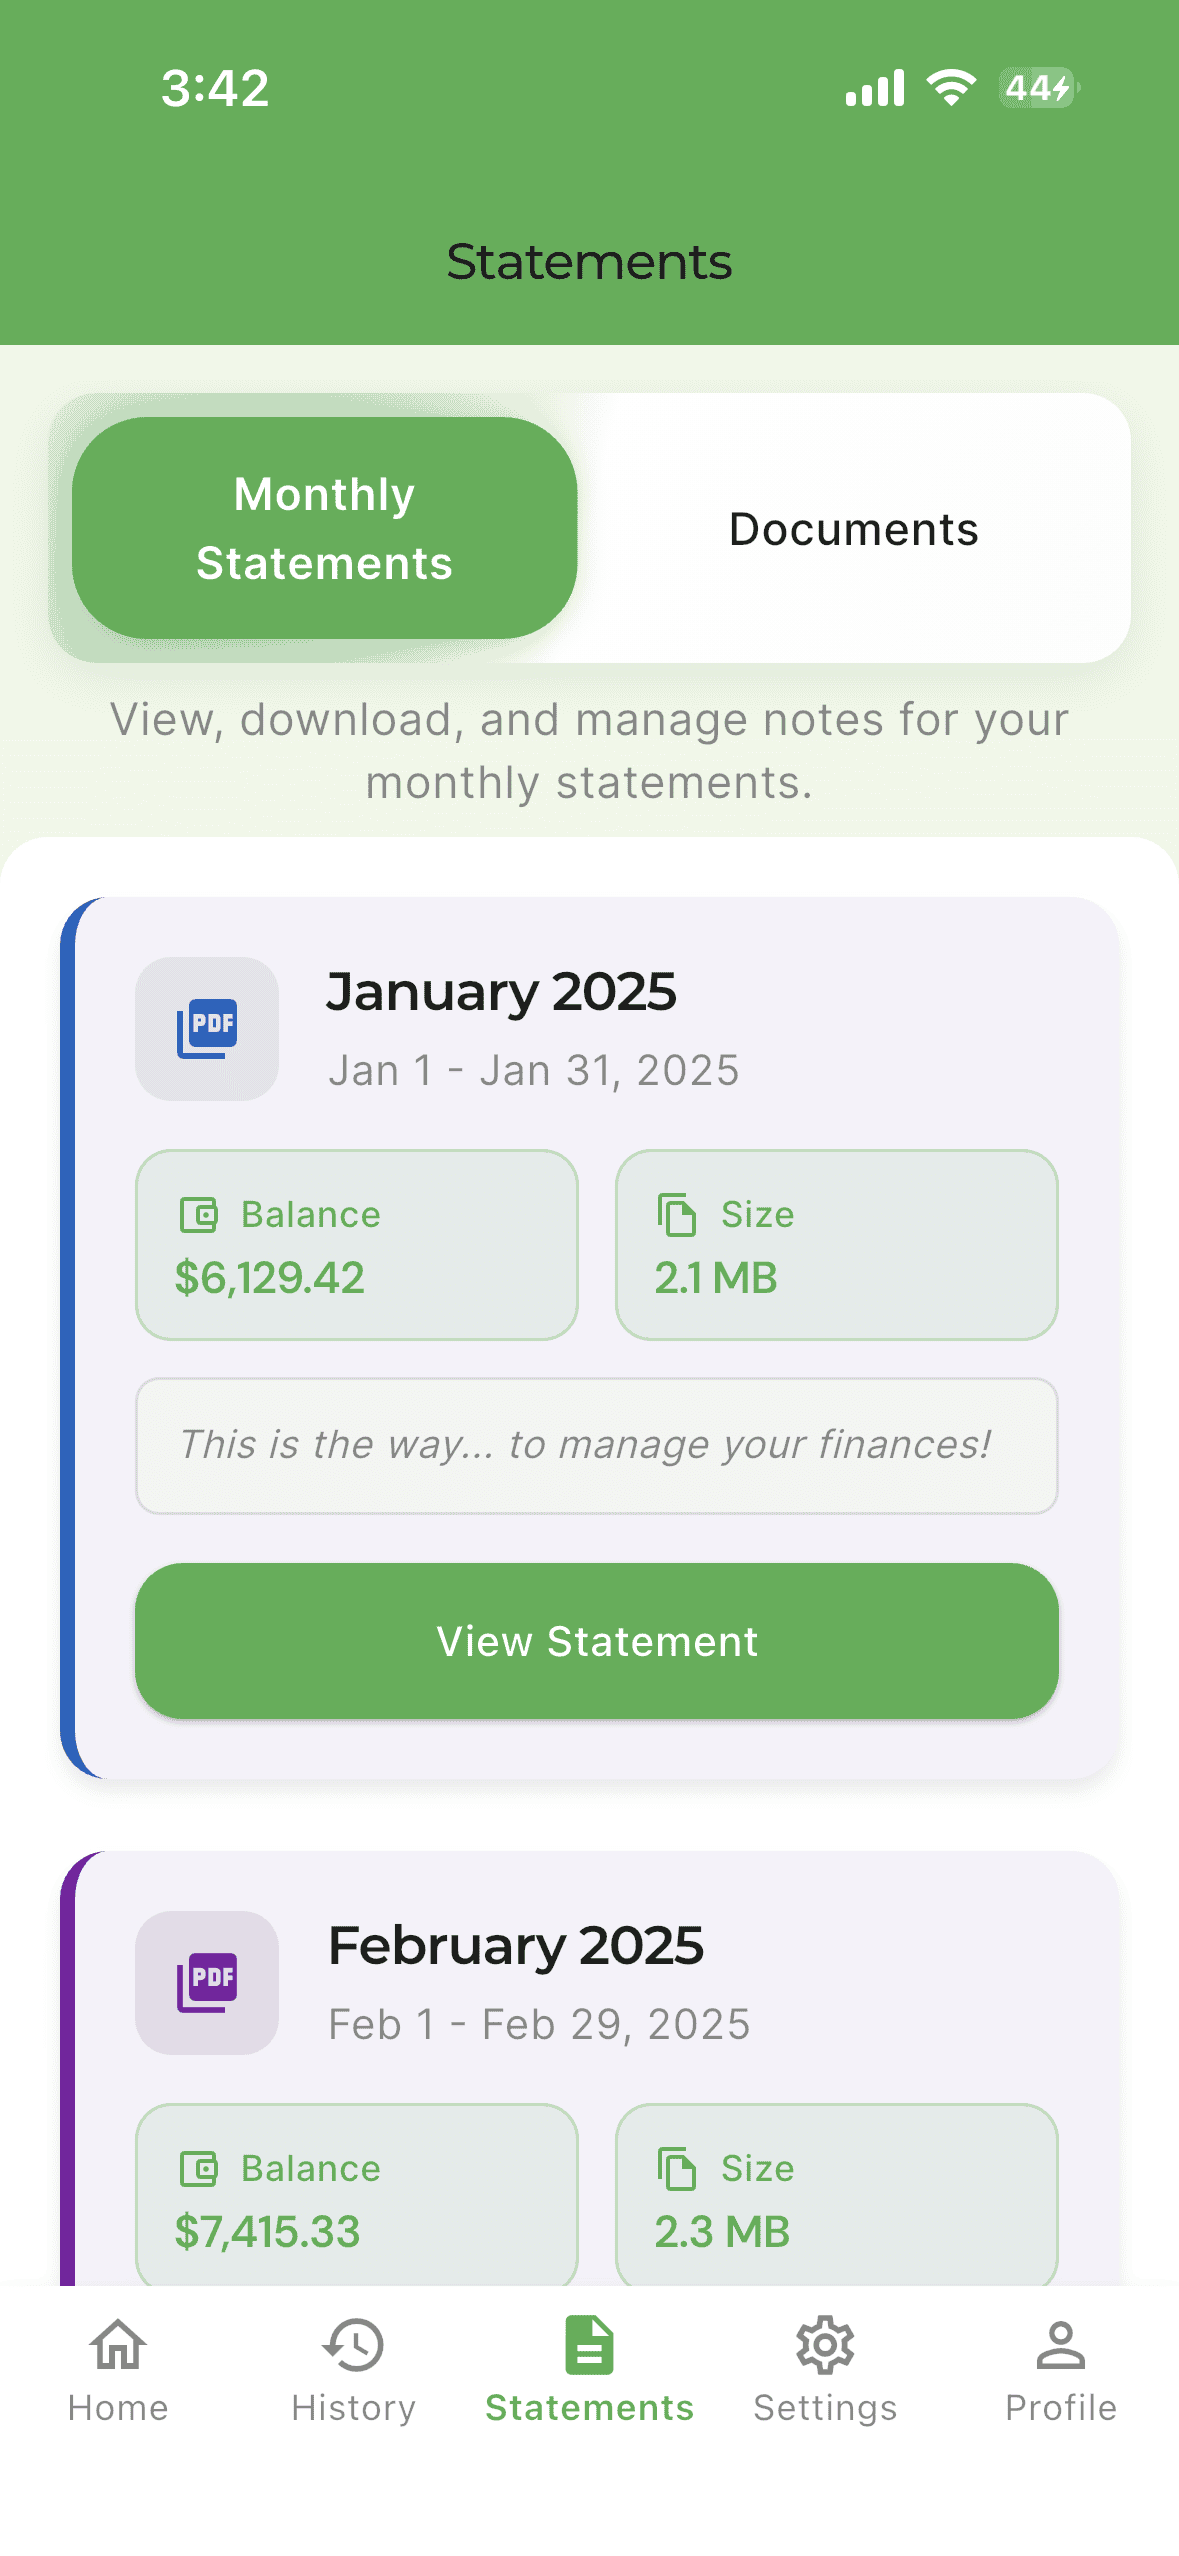 3:42
44
Statements
Monthly
Statements
Documents
View, download, and manage notes for your
monthly statements.
PDF
January 2025
Jan 1 - Jan 31, 2025
Balance
$6,129.42
Size
2.1 MB
This is the way... to manage your finances!
View Statement
PDF
February 2025
Feb 1 - Feb 29, 2025
Balance
$7,415.33
Size
2.3 MB
Home
History
Statements
Settings
Profile